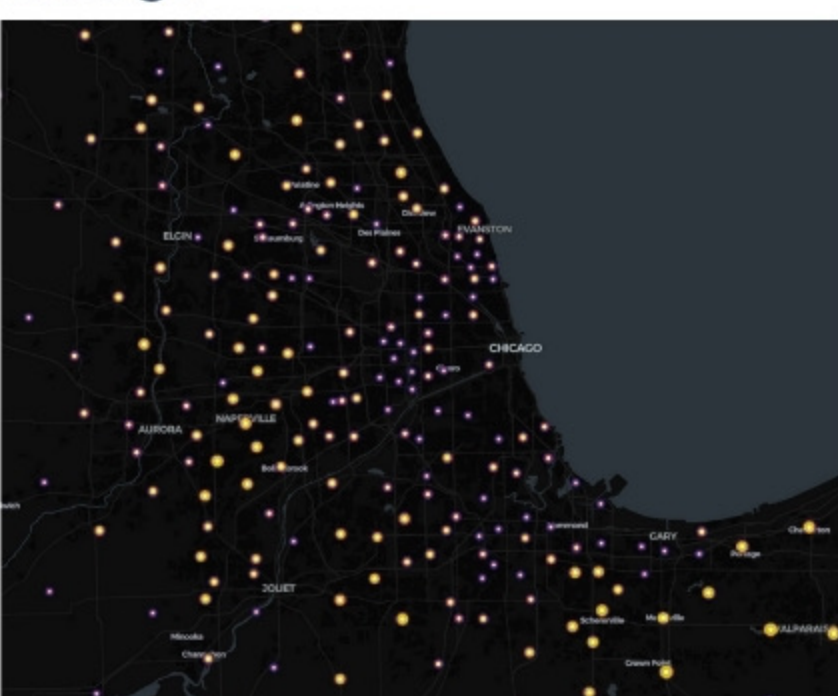 Palatine
Arlington Heights
Glenview
Des Plaines
EVANSTON
ELGIN
Schaumburg
CHICAGO
Cicero
NAPERVILLE
AURORA
Bolingbrook
Hammond
GARY
Chesterton
Portage
JOLIET
Schererville
Merrillville
VALPARAISO
Minooka
Channahon
Crown Point